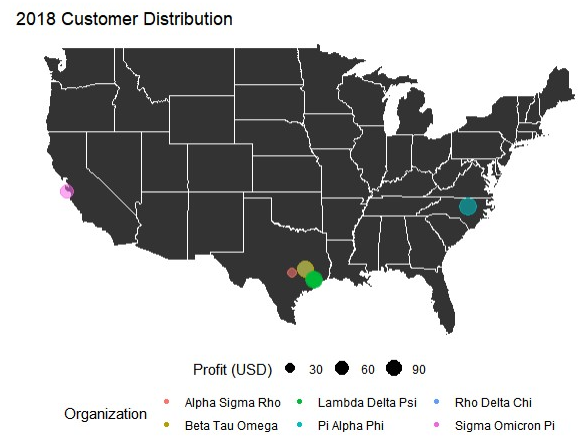 2018 Customer Distribution
Profit (USD) 30 60 90
Organization
Alpha Sigma Rho Lambda Delta Psi Rho Delta Chi
Beta Tau Omega Pi Alpha Phi Sigma Omicron Pi